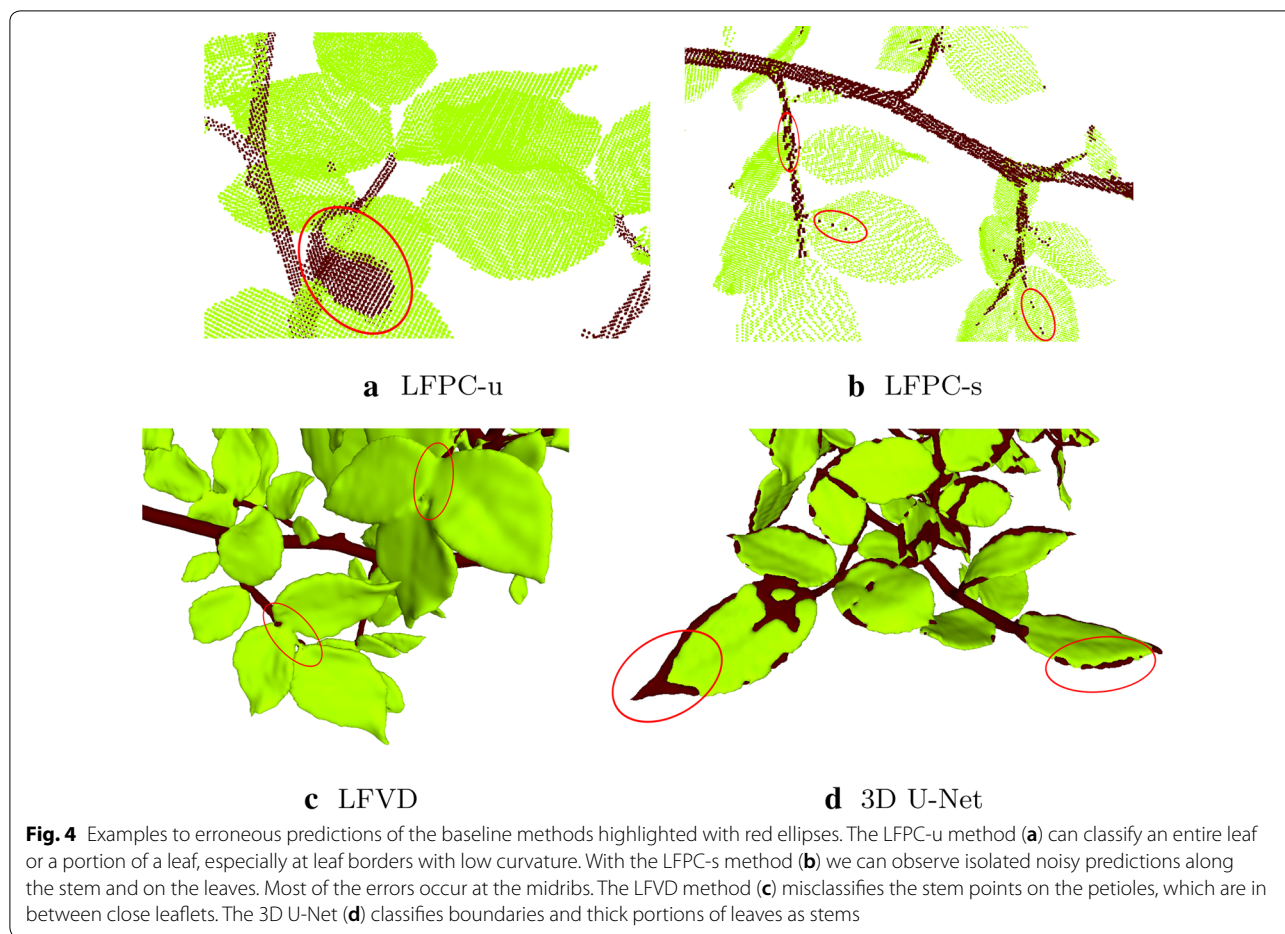 a LFPC-u
b LFPC-s
c LFVD
d 3D U-Net
Fig. 4 Examples to erroneous predictions of the baseline methods highlighted with red ellipses. The LFPC-u method (a) can classify an entire leaf
or a portion of a leaf, especially at leaf borders with low curvature. With the LFPC-s method (b) we can observe isolated noisy predictions along
the stem and on the leaves. Most of the errors occur at the midribs. The LFVD method (c) misclassifies the stem points on the petioles, which are in
between close leaflets. The 3D U-Net (d) classifies boundaries and thick portions of leaves as stems